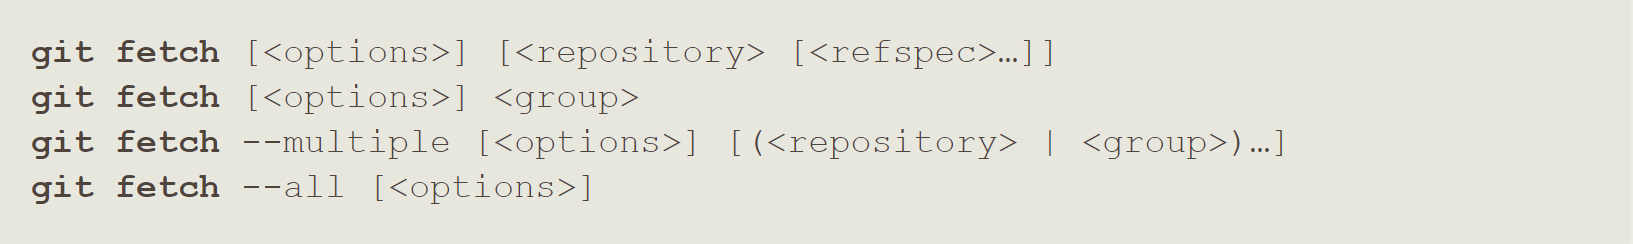 git fetch [<options>] [<repository> [<refspec>…]]
git fetch [<options>] <group>
git fetch --multiple [<options>] [(<repository> | <group>)…]
git fetch --all [<options>]